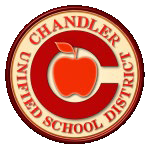 CHANDLER
UNIFIED SCHOOL DISTRICT